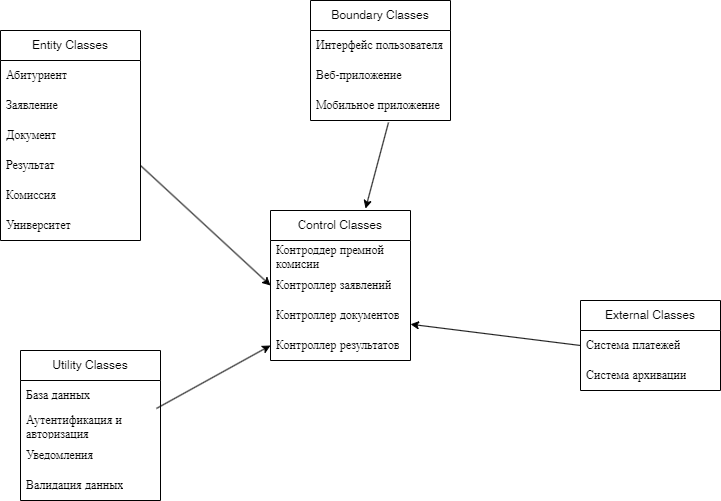 Boundary Classes
Интерфейс пользователя
Веб-приложение
Мобильное приложение
Entity Classes
Абитуриент
Заявление
Документ
Результат
Комиссия
Университет
Control Classes
Контроддер премной
комисии
Контроллер заявлений
Контроллер документов
Контроллер результатов
External Classes
Система платежей
Система архивации
Utility Classes
База данных
Аутентификация и
авторизация
Уведомления
Валидация данных